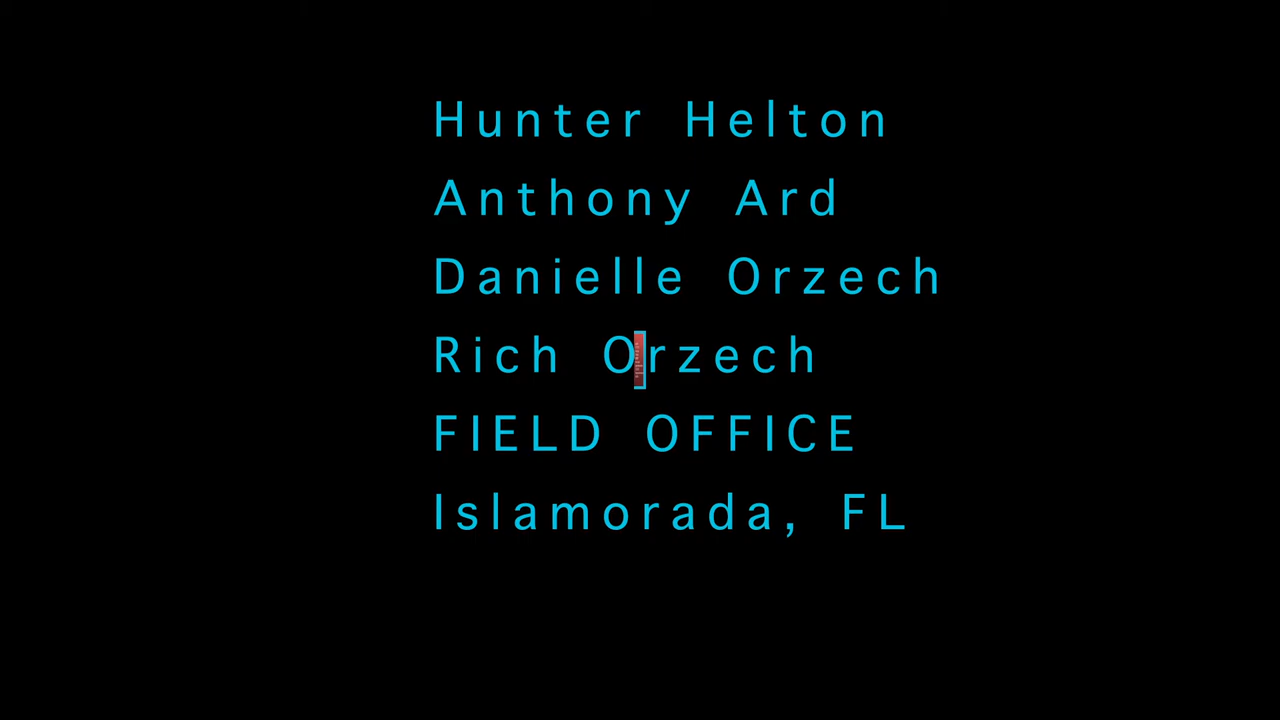 Hunter Helton
Anthony Ard
Danielle Orzech
Rich Orzech
FIELD OFFICE
Islamorada, FL